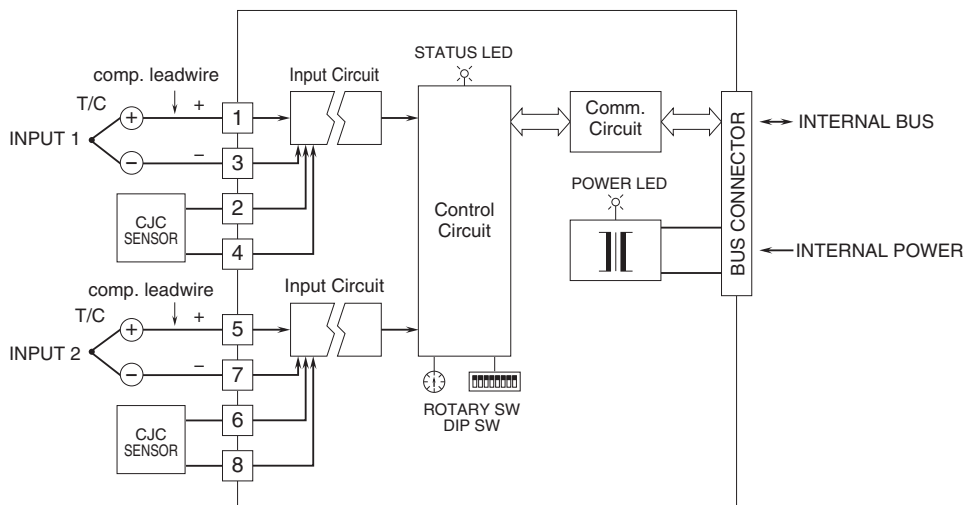 STATUS LED
comp. leadwire
Input Circuit
T/C
+
+
1
INPUT 1
−
−
3
2
CJC
SENSOR
4
Control
Circuit
Comm.
Circuit
POWER LED
BUS CONNECTOR
INTERNAL BUS
INTERNAL POWER
comp. leadwire
Input Circuit
T/C
+
+
5
INPUT 2
−
−
7
6
CJC
SENSOR
8
ROTARY SW
DIP SW